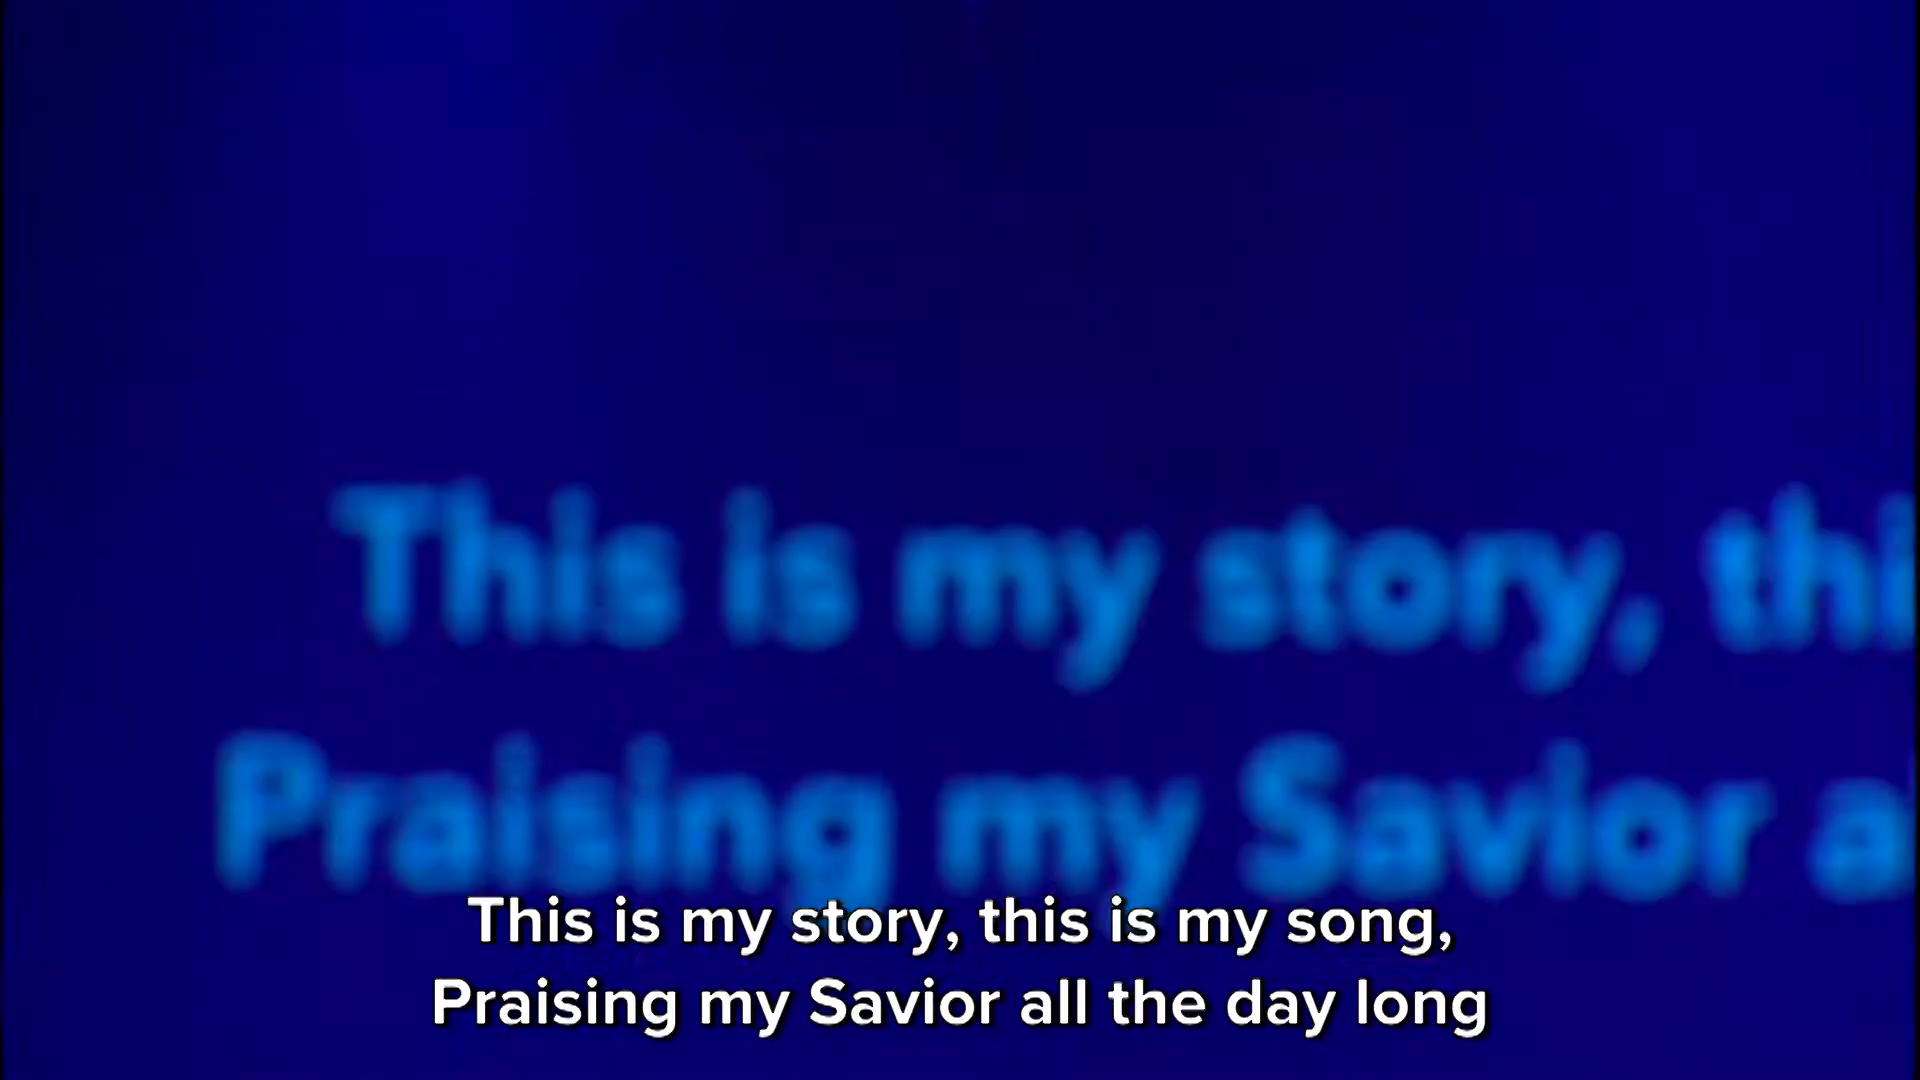 This is my story, thi
Praising my Savior a
This is my story, this is my song,
Praising my Savior all the day long